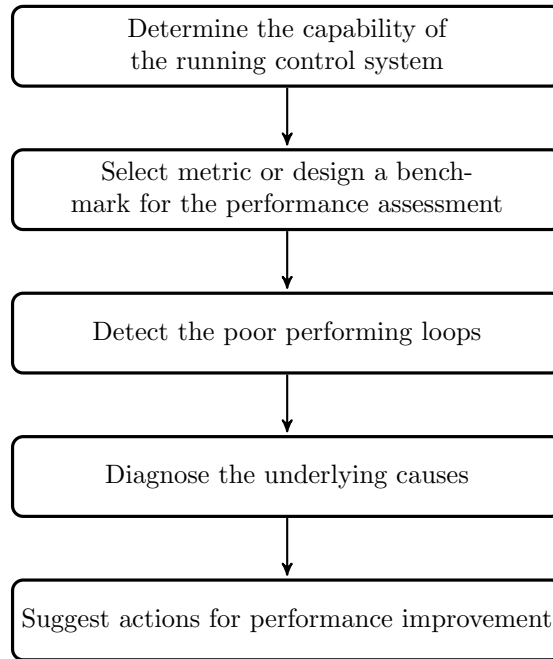 Determine the capability of
the running control system
Select metric or design a bench-
mark for the performance assessment
Detect the poor performing loops
Diagnose the underlying causes
Suggest actions for performance improvement